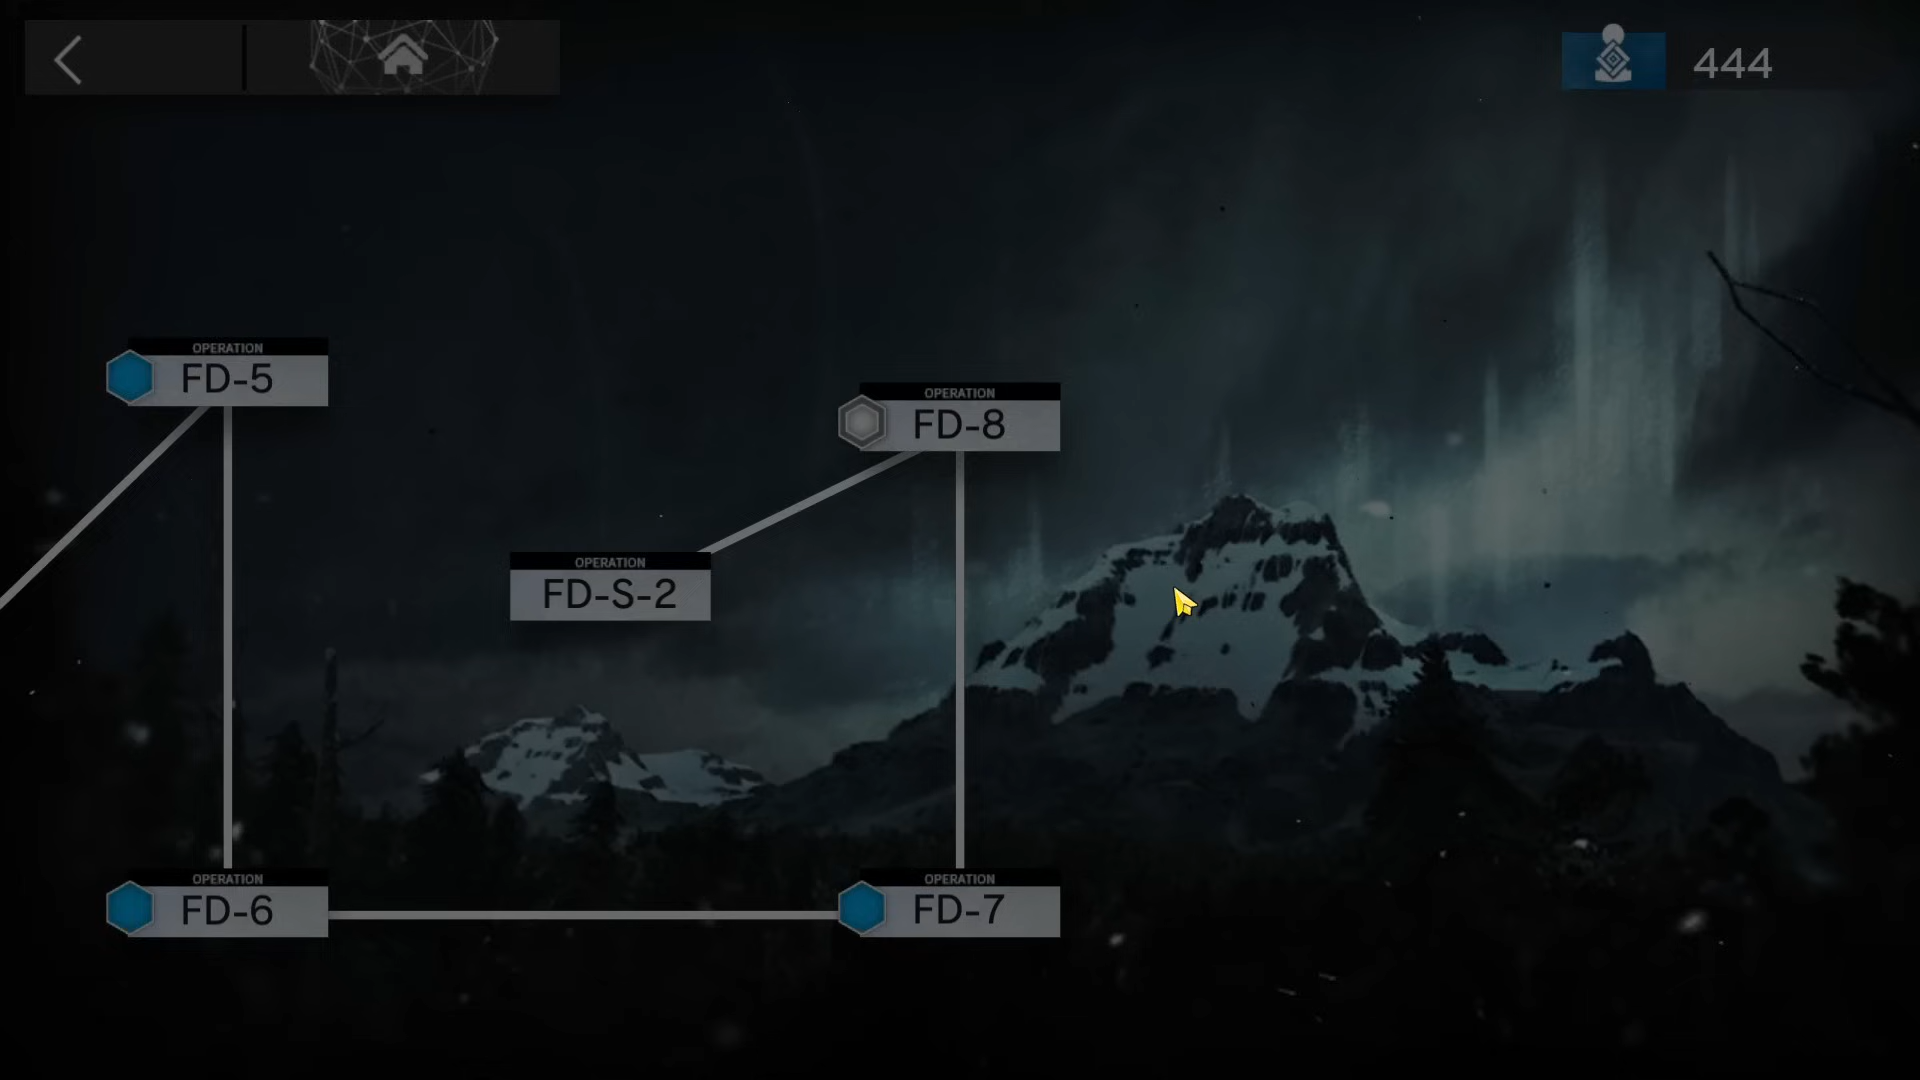 444
OPERATION
FD-5
OPERATION
FD-8
OPERATION
FD-S-2
OPERATION
FD-6
OPERATION
FD-7